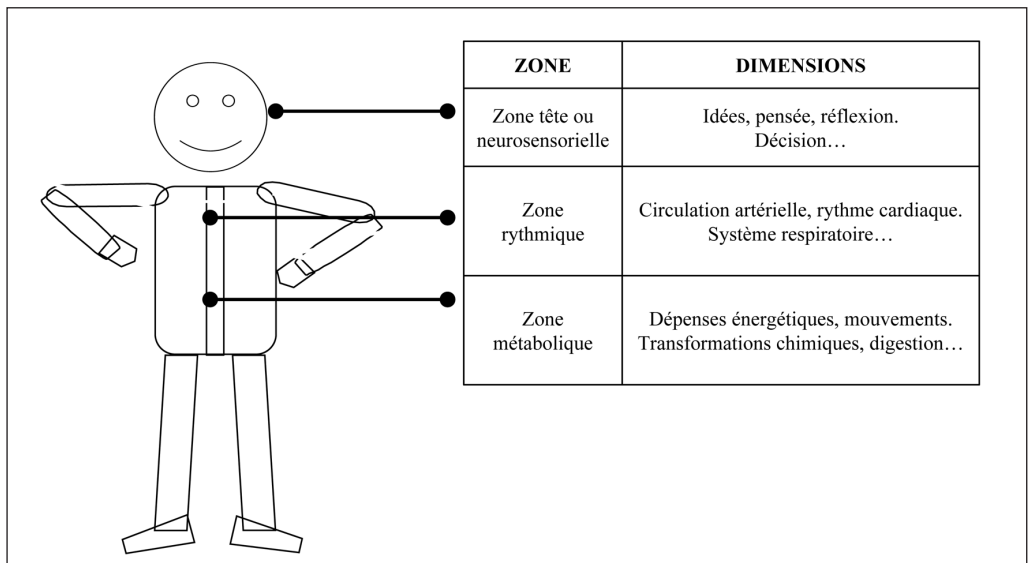 ZONE DIMENSIONS
Zone tête ou
neurosensorielle
Idées, pensée, réflexion.
Décision…
Zone
rythmique
Circulation artérielle, rythme cardiaque.
Système respiratoire…
Zone
métabolique
Dépenses énergétiques, mouvements.
Transformations chimiques, digestion…